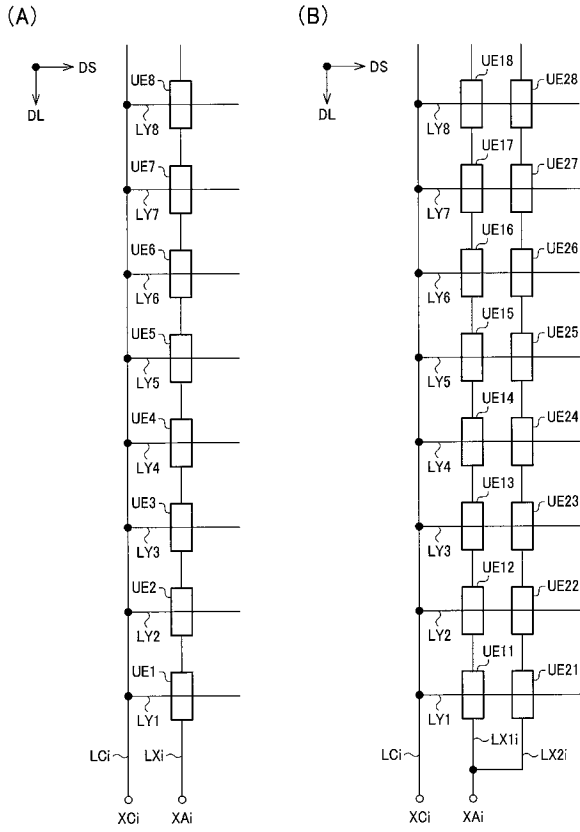 (A)
DS
DL
UE8
LY8
UE7
LY7
UE6
LY6
UE5
LY5
UE4
LY4
UE3
LY3
UE2
LY2
UE1
LY1
LCi
LXi
XCi
XAi
(B)
DS
DL
UE18
UE28
LY8
UE17
UE27
LY7
UE16
UE26
LY6
UE15
UE25
LY5
UE14
UE24
LY4
UE13
UE23
LY3
UE12
UE22
LY2
UE11
UE21
LY1
LX1i
LCi
LX2i
XCi
XAi